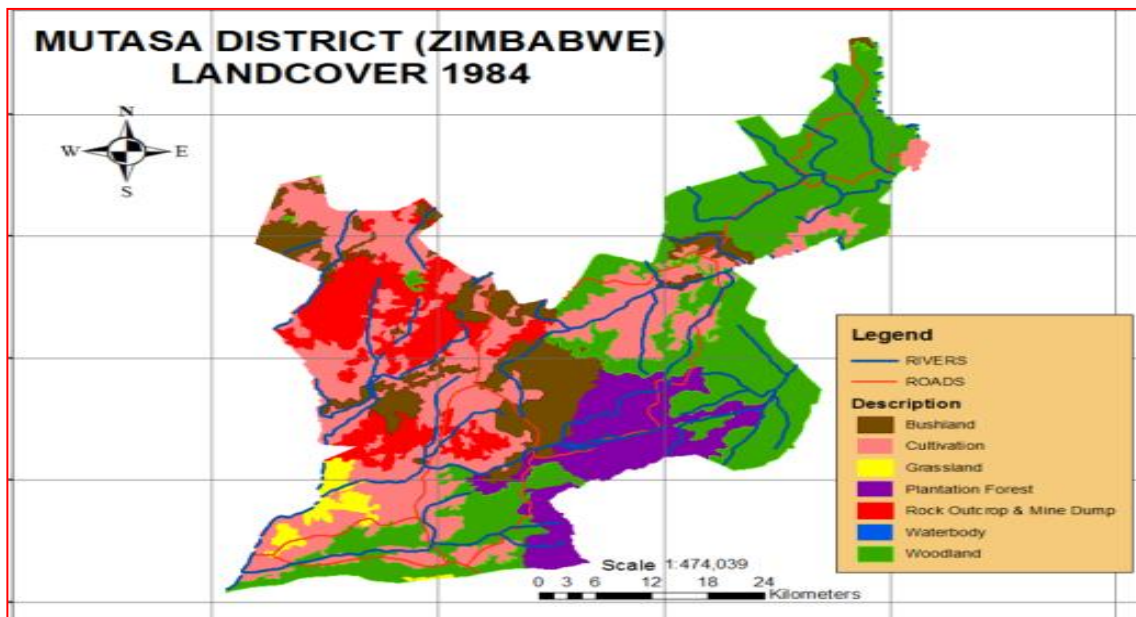 MUTASA DISTRICT (ZIMBABWE)
LANDCOVER 1984
N
W E
S
Legend
RIVERS
ROADS
Description
Bushland
Cultivation
Grassland
Plantation Forest
Rock Outcrop & Mine Dump
Waterbody
Woodland
Scale 1:474,039
0 3 6 12 18 24
Kilometers